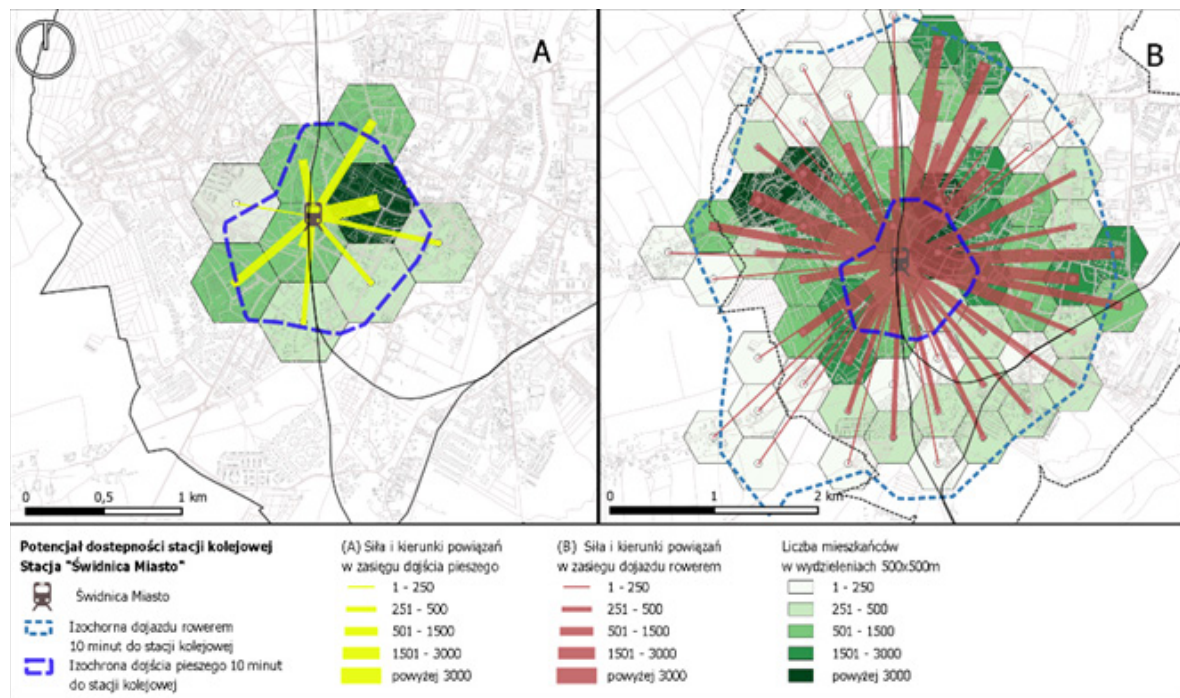 A
B
0 0,5 1 km
0 1 2 km
Potencjał dostepności stacji kolejowej
Stacja "Świdnica Miasto"
Świdnica Miasto
Izochorna dojazdu rowerem
10 minut do stacji kolejowej
Izochrona dojścia pieszego 10 minut
do stacji kolejowej
(A) Siła i kierunki powiązań
w zasięgu dojścia pieszego
1 - 250
251 - 500
501 - 1500
1501 - 3000
powyżej 3000
(B) Siła i kierunki powiązań
w zasiegu dojazdu rowerem
1 - 250
251 - 500
501 - 1500
1501 - 3000
powyżej 3000
Liczba mieszkańców
w wydzieleniach 500x500m
1 - 250
251 - 500
501 - 1500
1501 - 3000
powyżej 3000